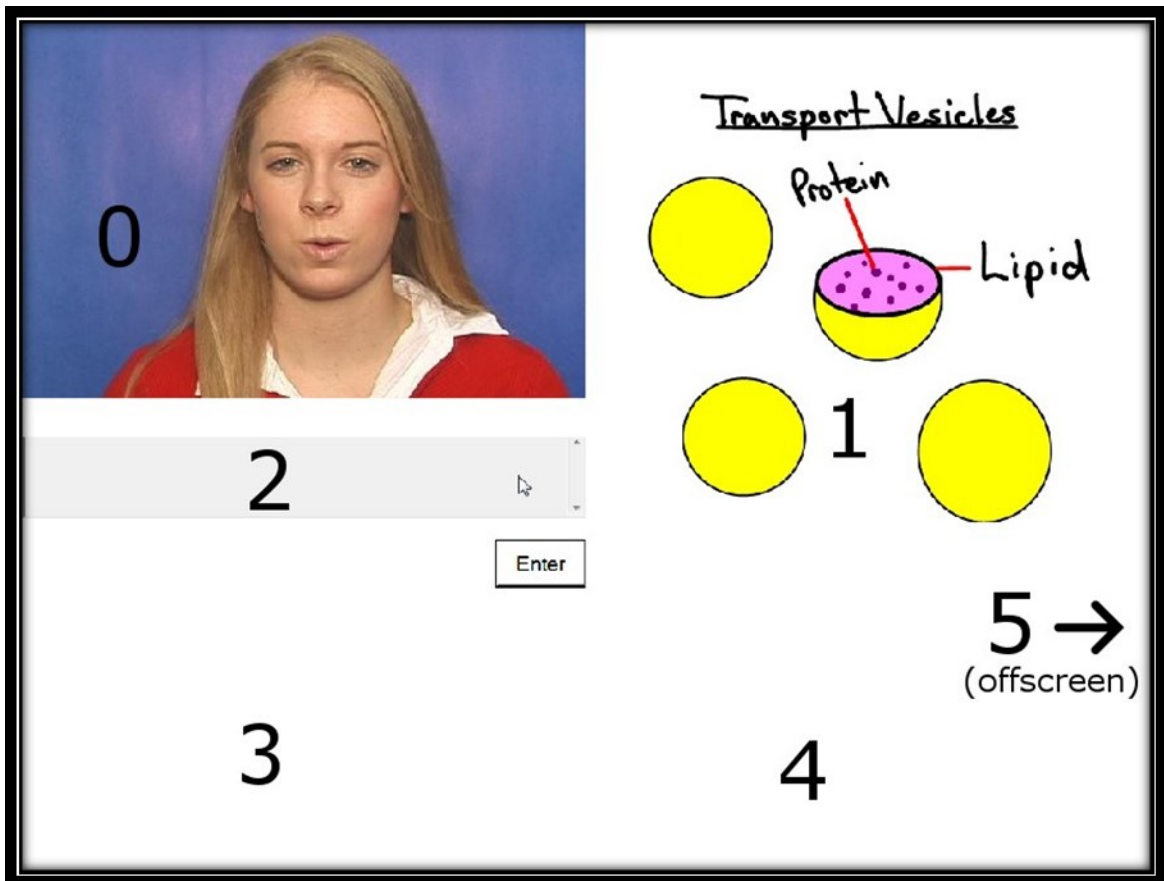 Transport Vesicles
Protein
0
Lipid
1
2
Enter
5 →
(offscreen)
3
4